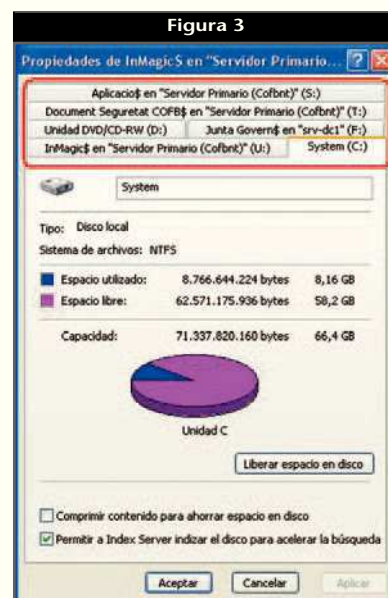 Figura 3
Propiedades de InMagic$ en "Servidor Primario...
Aplicacio$ en "Servidor Primario (Cofbnt)" (S:)
Document Seguretat COFB$ en "Servidor Primario (Cofbnt)" (T:)
Unidad DVD/CD-RW (D:) Junta Govern$ en "srv-dc1" (F:)
InMagic$ en "Servidor Primario (Cofbnt)" (U:) System (C:)
System
Tipo: Disco local
Sistema de archivos: NTFS
Espacio utilizado: 8.766.644.224 bytes 8,16 GB
Espacio libre: 62.571.175.936 bytes 58,2 GB
Capacidad: 71.337.820.160 bytes 66,4 GB
Unidad C
Liberar espacio en disco
Comprimir contenido para ahorrar espacio en disco
Permitir a Index Server indizar el disco para acelerar la búsqueda
Aceptar Cancelar Aplicar